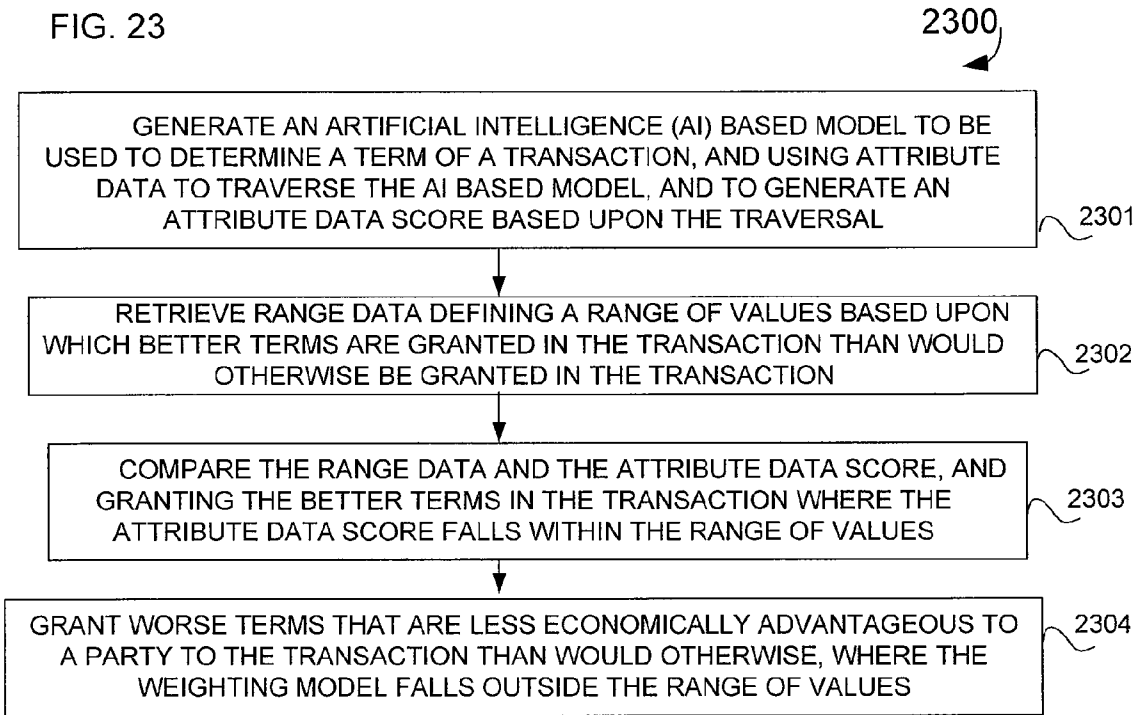 FIG. 23
2300
GENERATE AN ARTIFICIAL INTELLIGENCE (AI) BASED MODEL TO BE
USED TO DETERMINE A TERM OF A TRANSACTION, AND USING ATTRIBUTE
DATA TO TRAVERSE THE AI BASED MODEL, AND TO GENERATE AN
ATTRIBUTE DATA SCORE BASED UPON THE TRAVERSAL
2301
RETRIEVE RANGE DATA DEFINING A RANGE OF VALUES BASED UPON
WHICH BETTER TERMS ARE GRANTED IN THE TRANSACTION THAN WOULD
OTHERWISE BE GRANTED IN THE TRANSACTION
2302
COMPARE THE RANGE DATA AND THE ATTRIBUTE DATA SCORE, AND
GRANTING THE BETTER TERMS IN THE TRANSACTION WHERE THE
ATTRIBUTE DATA SCORE FALLS WITHIN THE RANGE OF VALUES
2303
GRANT WORSE TERMS THAT ARE LESS ECONOMICALLY ADVANTAGEOUS TO
A PARTY TO THE TRANSACTION THAN WOULD OTHERWISE, WHERE THE
WEIGHTING MODEL FALLS OUTSIDE THE RANGE OF VALUES
2304